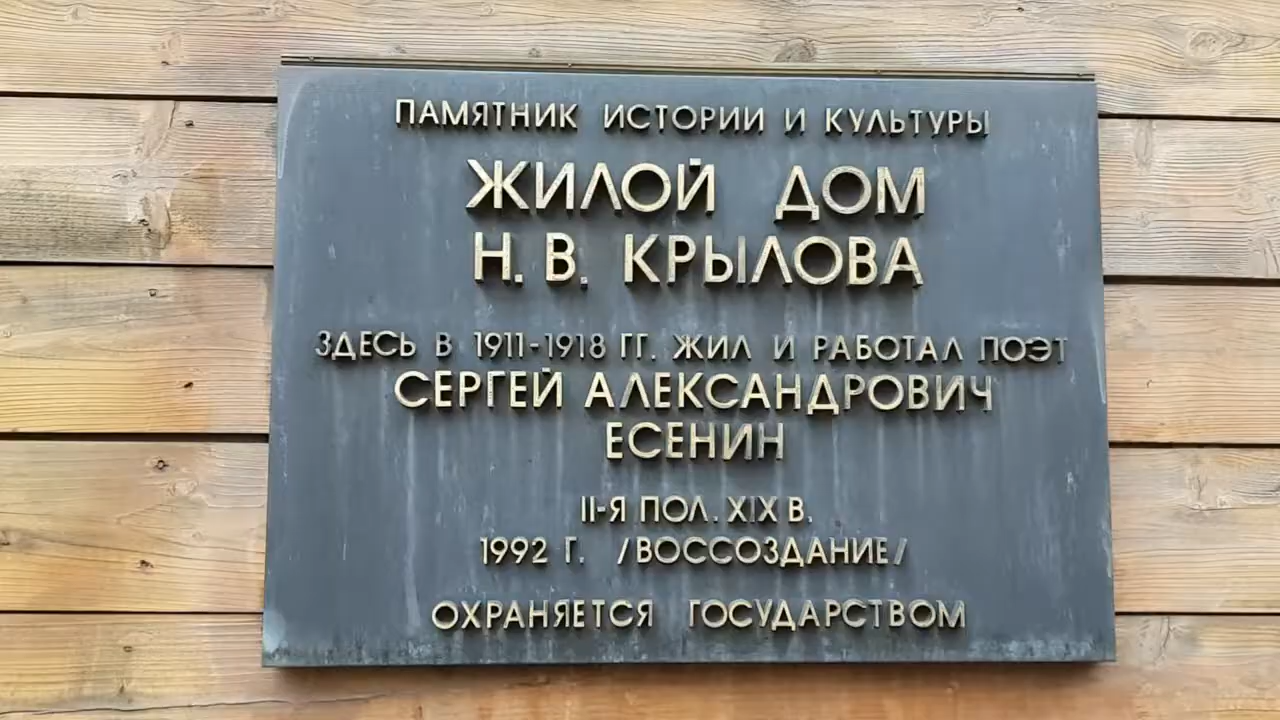 ПАМЯТНИК ИСТОРИИ И КУЛЬТУРЫ
ЖИЛОЙ ДОМ
Н. В. КРЫЛОВА
ЗДЕСЬ В 1911-1918 ГГ. ЖИЛ И РАБОТАЛ ПОЭТ
СЕРГЕЙ АЛЕКСАНДРОВИЧ
ЕСЕНИН
II-Я ПОЛ. XIX В.
1992 Г. /ВОССОЗДАНИЕ/
ОХРАНЯЕТСЯ ГОСУДАРСТВОМ